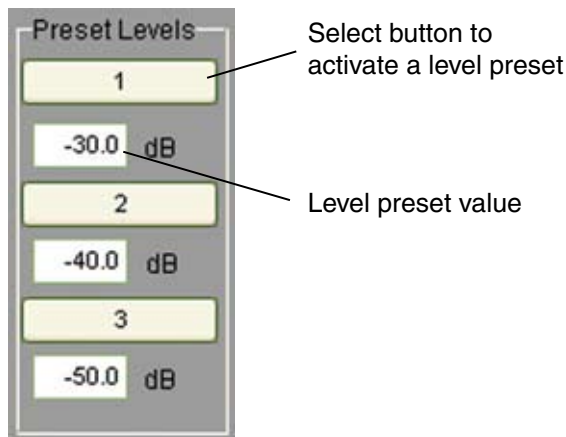 Preset Levels
Select button to
activate a level preset
1
-30.0 dB
Level preset value
2
-40.0 dB
3
-50.0 dB